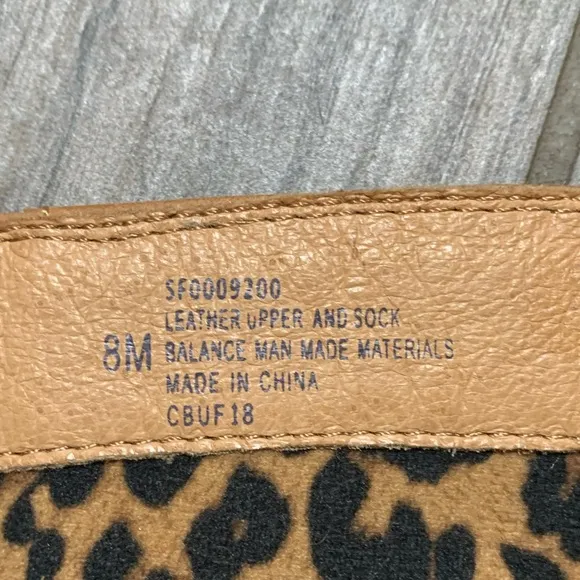 SF0009200
LEATHER UPPER AND SOCK
8M BALANCE MAN MADE MATERIALS
MADE IN CHINA
CBUF18